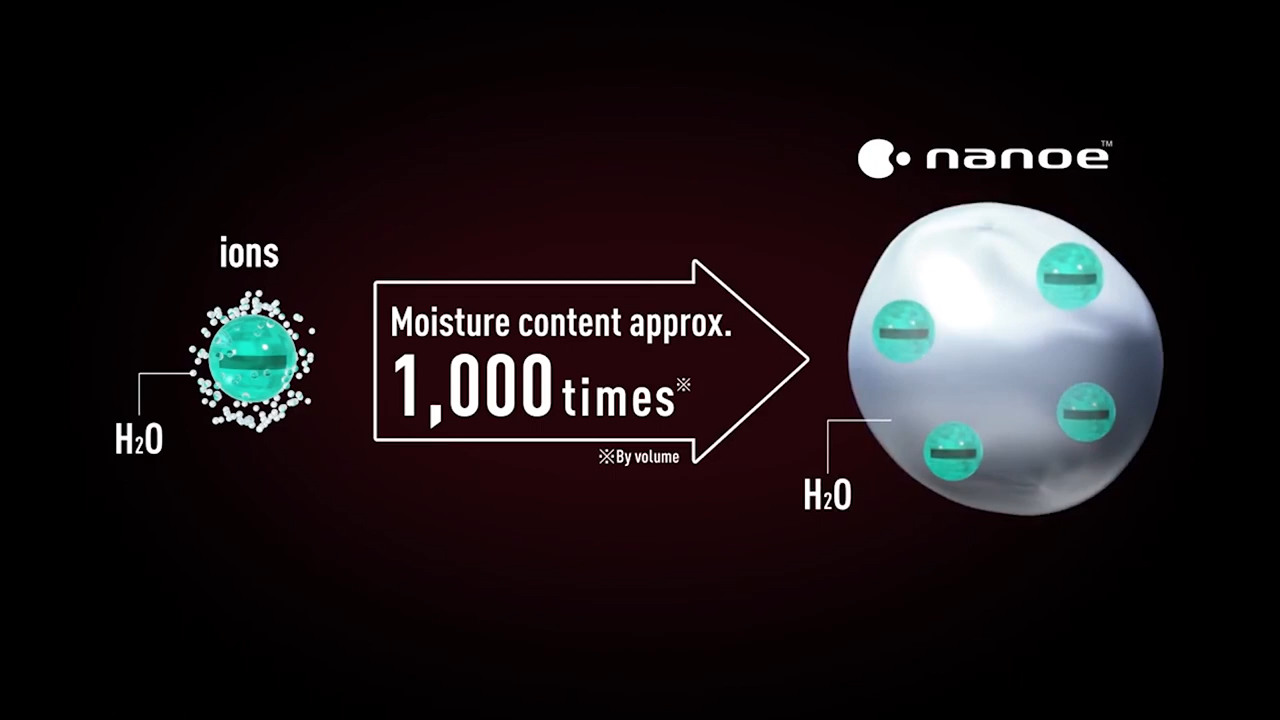 ions
H₂O
Moisture content approx.
1,000 times※
※By volume
nanoe™
H₂O